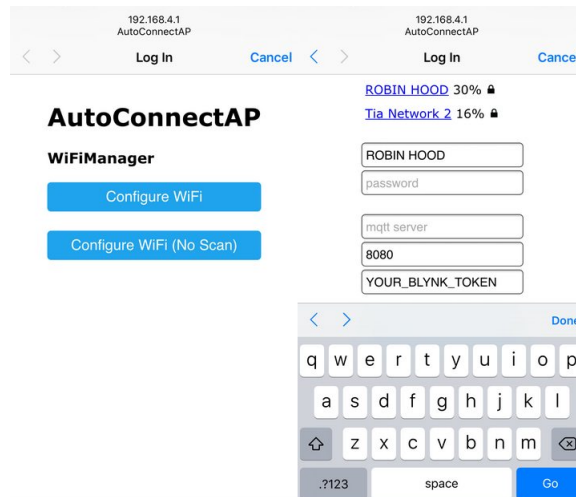 192.168.4.1
AutoConnectAP
Log In Cancel
AutoConnectAP
WiFiManager
Configure WiFi
Configure WiFi (No Scan)
192.168.4.1
AutoConnectAP
Log In Cance
ROBIN HOOD 30%
Tia Network 2 16%
ROBIN HOOD
password
mqtt server
8080
YOUR_BLYNK_TOKEN
Done
q w e r t y u i o p
a s d f g h j k l
z x c v b n m
.?123 space Go